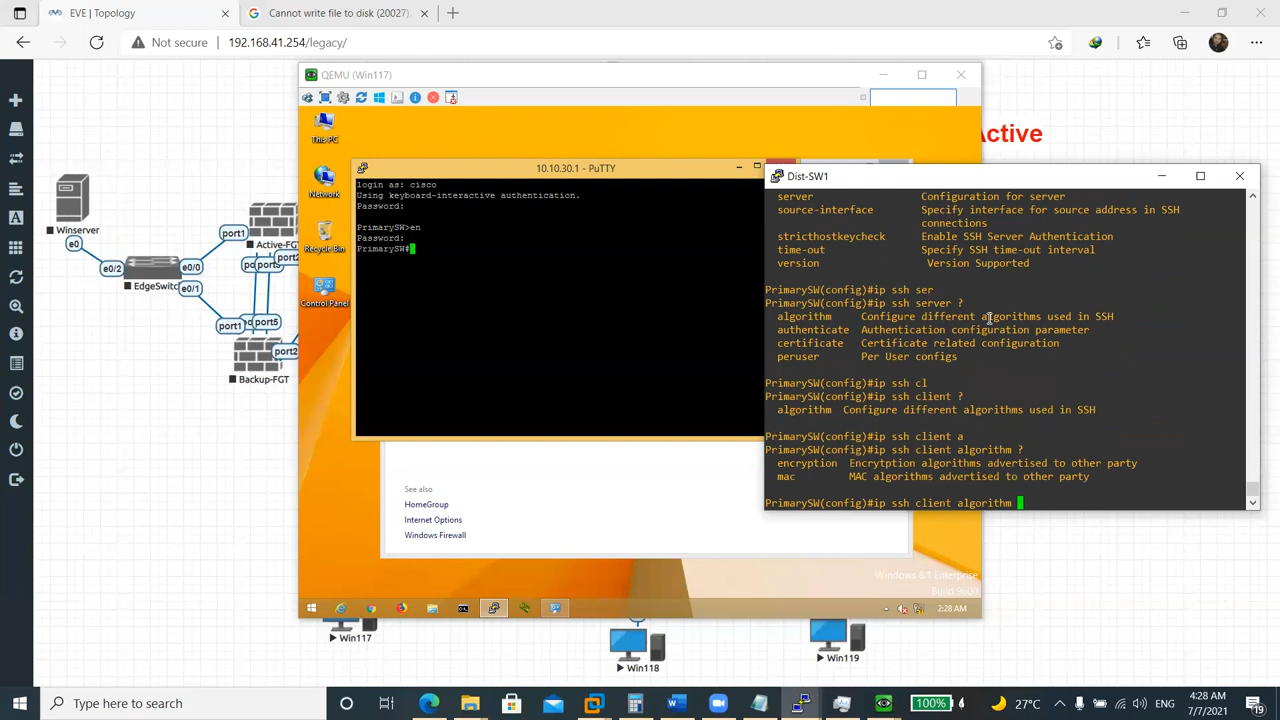 EVE | Topology
Cannot write file to disk (20027).
Not secure
192.168.41.254/legacy/
QEMU (Win117)
Active
This PC
Network
Recycle Bin
Control Panel
10.10.30.1 - PuTTY
login as: cisco
Using keyboard-interactive authentication.
Password:
PrimarySW>en
Password:
PrimarySW#
Dist-SW1
server Configuration for server
source-interface Specify interface for source address in SSH
connections
stricthostkeycheck Enable SSH Server Authentication
time-out Specify SSH time-out interval
version Version Supported
PrimarySW(config)#ip ssh ser
PrimarySW(config)#ip ssh server ?
algorithm Configure different algorithms used in SSH
authenticate Authentication configuration parameter
certificate Certificate related configuration
peruser Per User configs
PrimarySW(config)#ip ssh cl
PrimarySW(config)#ip ssh client ?
algorithm Configure different algorithms used in SSH
PrimarySW(config)#ip ssh client a
PrimarySW(config)#ip ssh client algorithm ?
encryption Encrytption algorithms advertised to other party
mac MAC algorithms advertised to other party
PrimarySW(config)#ip ssh client algorithm
See also
HomeGroup
Internet Options
Windows Firewall
Windows 8.1 Enterprise
Build 9600
2:28 AM
Winserver
e0
e0/2
EdgeSwitc
e0/0
e0/1
port1
Active-FGT
port1
port5
port2
Backup-FGT
Win117
Win118
Win119
Type here to search
100%
27°C
ENG
4:28 AM
7/7/2021
19